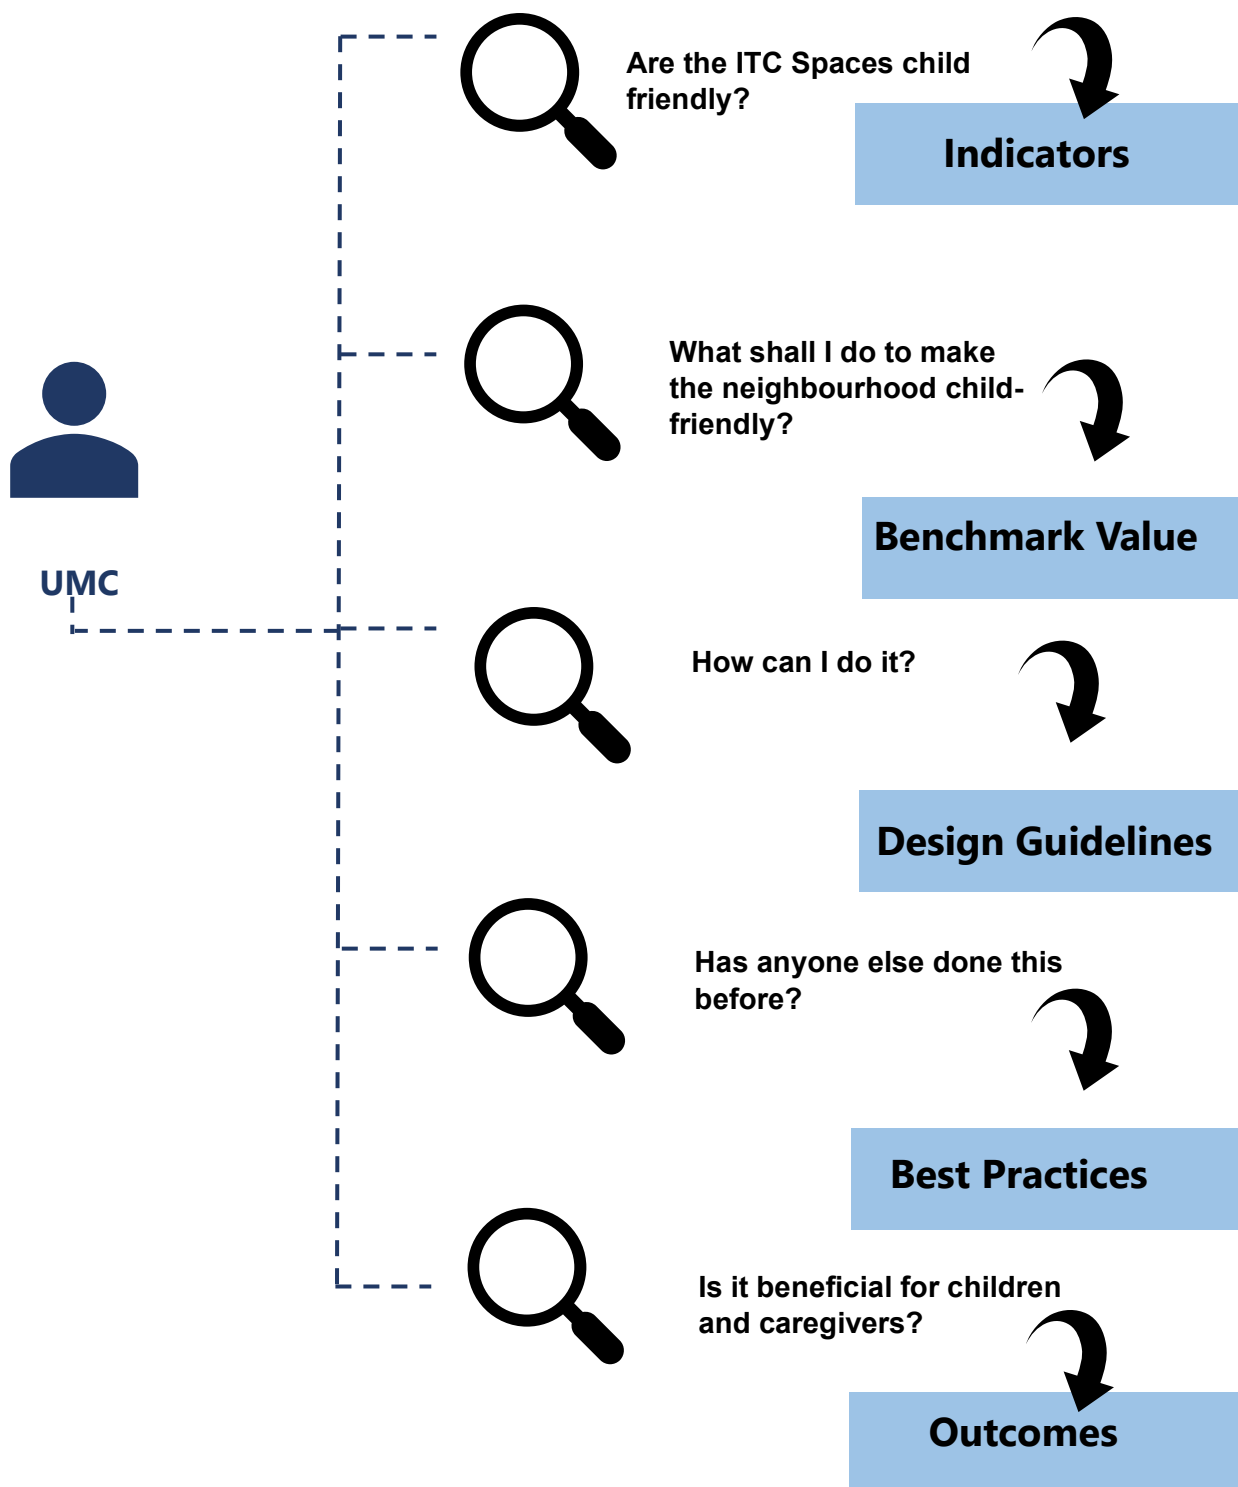 Are the ITC Spaces child
friendly?
Indicators
What shall I do to make
the neighbourhood child-
friendly?
Benchmark Value
UMC
How can I do it?
Design Guidelines
Has anyone else done this
before?
Best Practices
Is it beneficial for children
and caregivers?
Outcomes